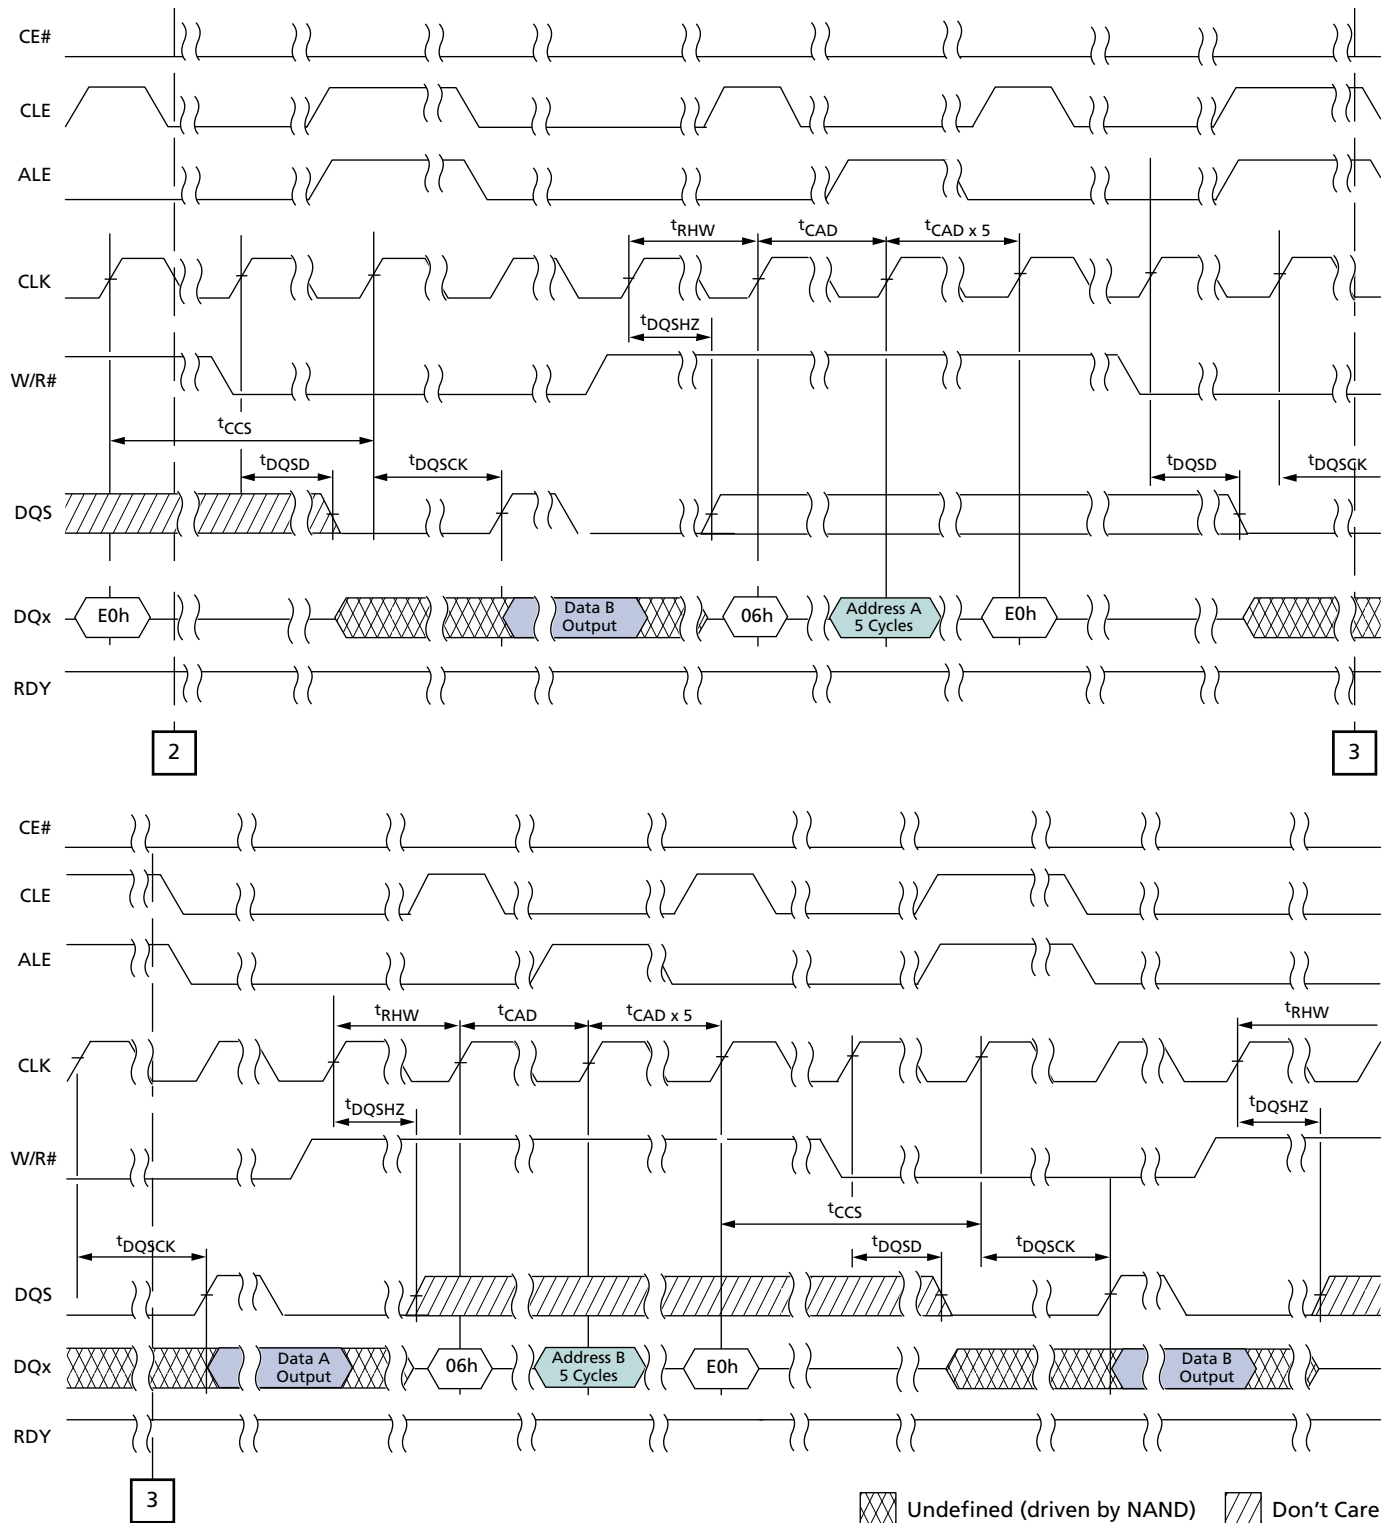 CE#
CLE
ALE
tRHW tCAD tCAD x 5
CLK
tDQSHZ
W/R#
tCCS
tDQSD tDQSCK tDQSD tDQSCK
DQS
DQx E0h Data B Output 06h Address A 5 Cycles E0h
RDY
2 3
CE#
CLE
ALE
tRHW tCAD tCAD x 5 tRHW
CLK
tDQSHZ tDQSHZ
W/R#
tCCS
tDQSCK tDQSD tDQSCK
DQS
DQx Data A Output 06h Address B 5 Cycles E0h Data B Output
RDY
3
Undefined (driven by NAND) Don't Care